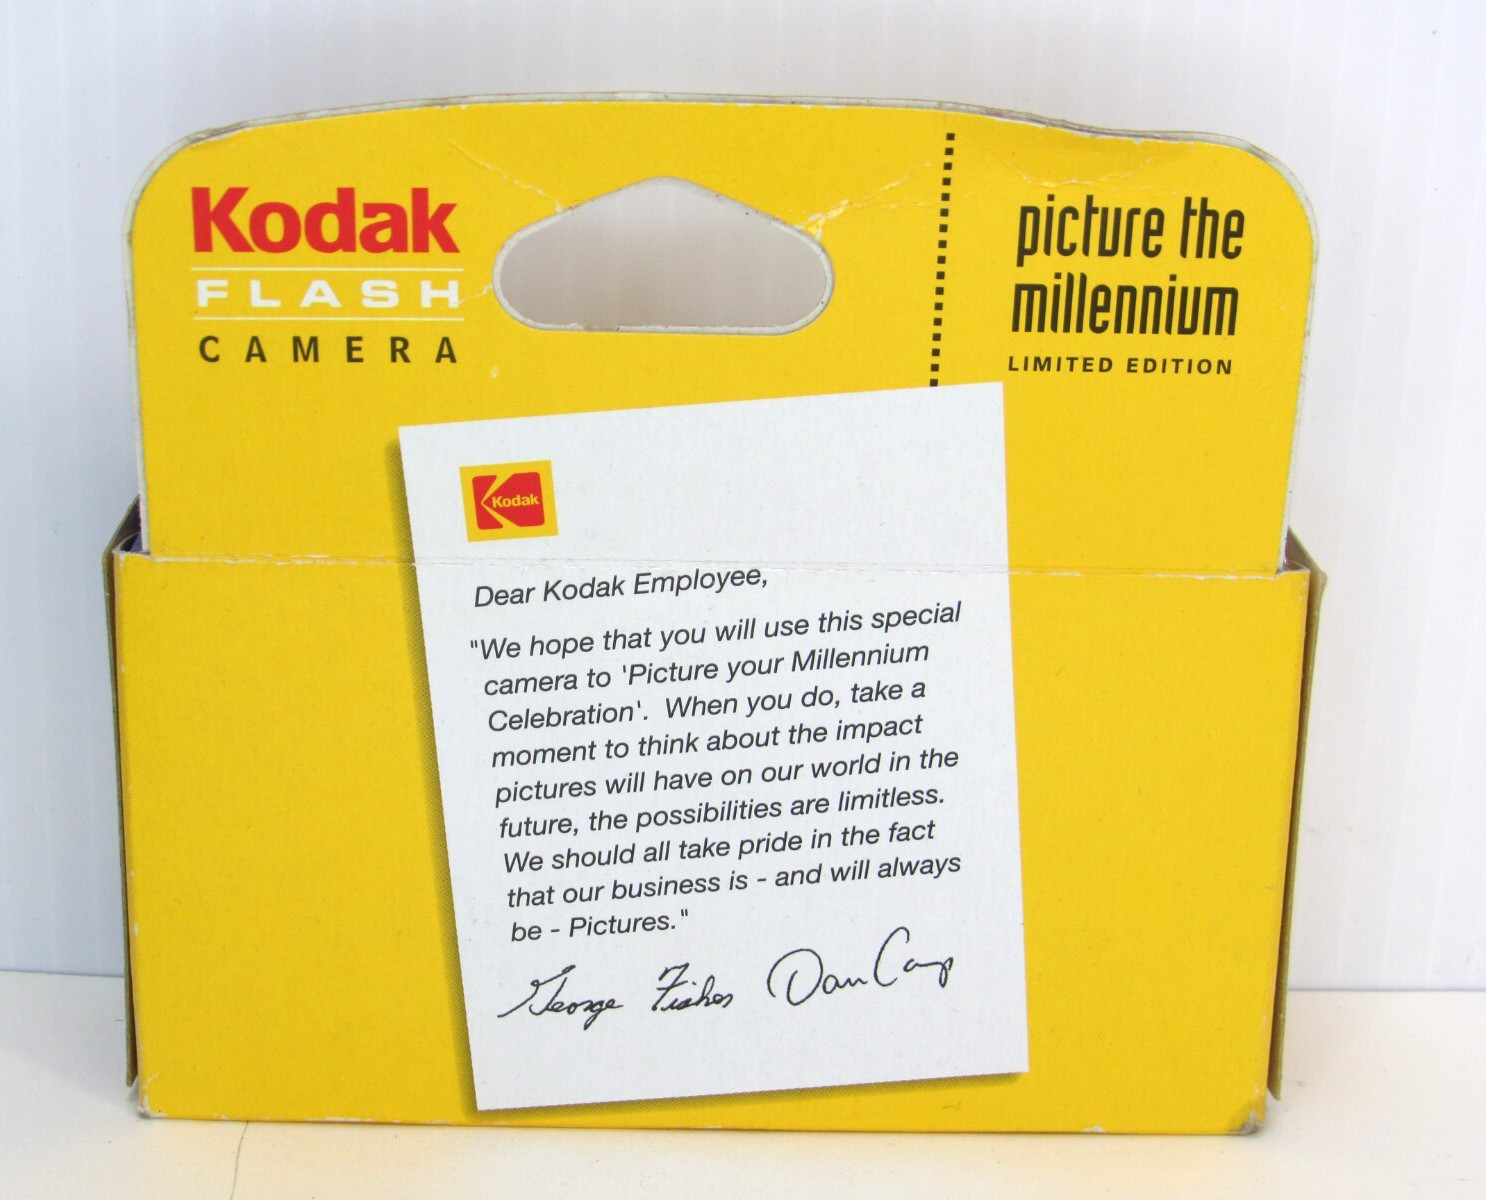 Kodak
FLASH
CAMERA
picture the
millennium
LIMITED EDITION
Kodak
Dear Kodak Employee,
"We hope that you will use this special
camera to 'Picture your Millennium
Celebration'. When you do, take a
moment to think about the impact
pictures will have on our world in the
future, the possibilities are limitless.
We should all take pride in the fact
that our business is - and will always
be - Pictures."
George Fisher Dan Carp